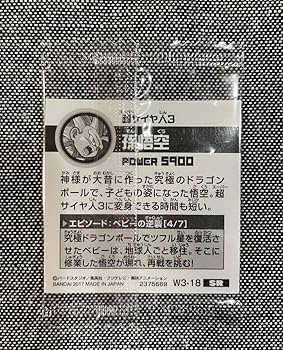 超サイヤ人3
孫悟空
POWER 5900
神様が大昔に作った究極のドラゴン
ボールで、子どもの姿になった悟空。超
サイヤ人3に変身できる時間も短い。
エピソード：ベビーの逆襲【4/7】
究極ドラゴンボールでツフル星を復活さ
せたベビーは、地球人ごと移住。そこに
修業した悟空が現れ、再戦を挑む!
©バードスタジオ／集英社・フジテレビ・東映アニメーション
BANDAI 2017 MADE IN JAPAN 2375669 W3-18 SR